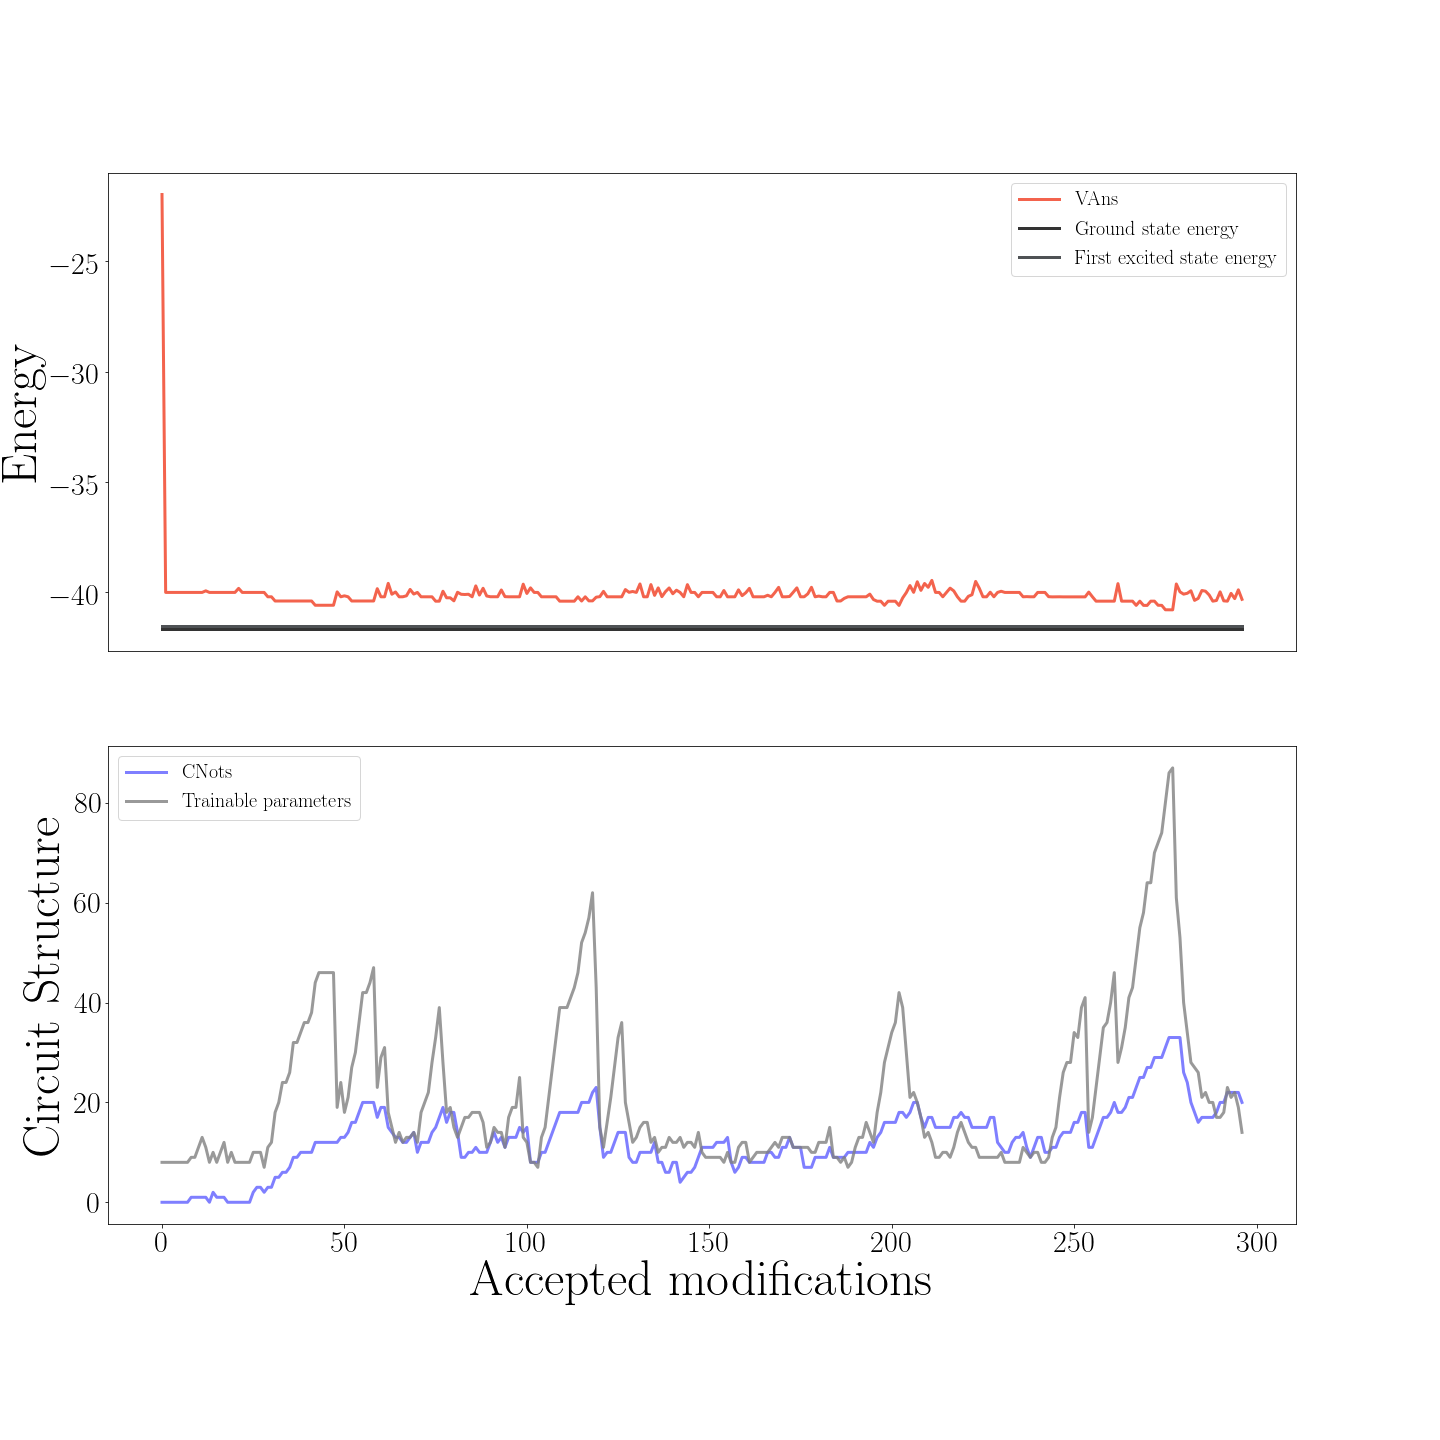 VAns
Ground state energy
First excited state energy
−25
−30
−35
−40
Energy
CNots
Trainable parameters
80
60
40
20
0
Circuit Structure
0 50 100 150 200 250 300
Accepted modifications